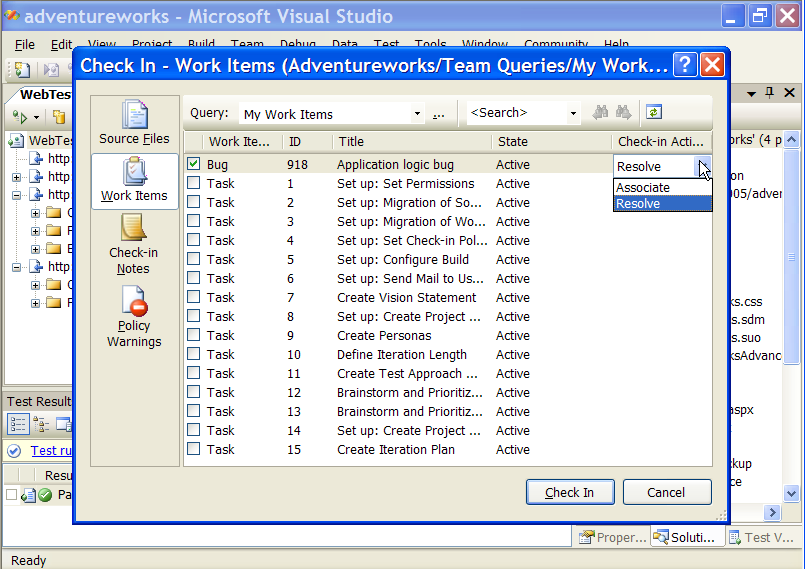 adventureworks - Microsoft Visual Studio
File Edit View Project Build Team Debug Data Test Tools Window Community Help
Check In - Work Items (Adventureworks/Team Queries/My Work...
WebTes
Query: My Work Items ... <Search>
Source Files
Work Items
Check-in
Notes
Policy
Warnings
Work Ite... ID Title State Check-in Acti...
Bug 918 Application logic bug Active Resolve
Associate
Resolve
Task 1 Set up: Set Permissions Active
Task 2 Set up: Migration of So... Active
Task 3 Set up: Migration of Wo... Active
Task 4 Set up: Set Check-in Pol... Active
Task 5 Set up: Configure Build Active
Task 6 Set up: Send Mail to Us... Active
Task 7 Create Vision Statement Active
Task 8 Set up: Create Project ... Active
Task 9 Create Personas Active
Task 10 Define Iteration Length Active
Task 11 Create Test Approach ... Active
Task 12 Brainstorm and Prioritiz... Active
Task 13 Brainstorm and Prioritiz... Active
Task 14 Set up: Create Project ... Active
Task 15 Create Iteration Plan Active
Check In Cancel
WebTes
http
http
http
Test Result
Test ru
Resu
Pa
orks' (4 p
on
005/adver
s.css
s.sdm
s.suo
ksAdvanc
aspx
kup
ce
Proper... Soluti... Test V...
Ready